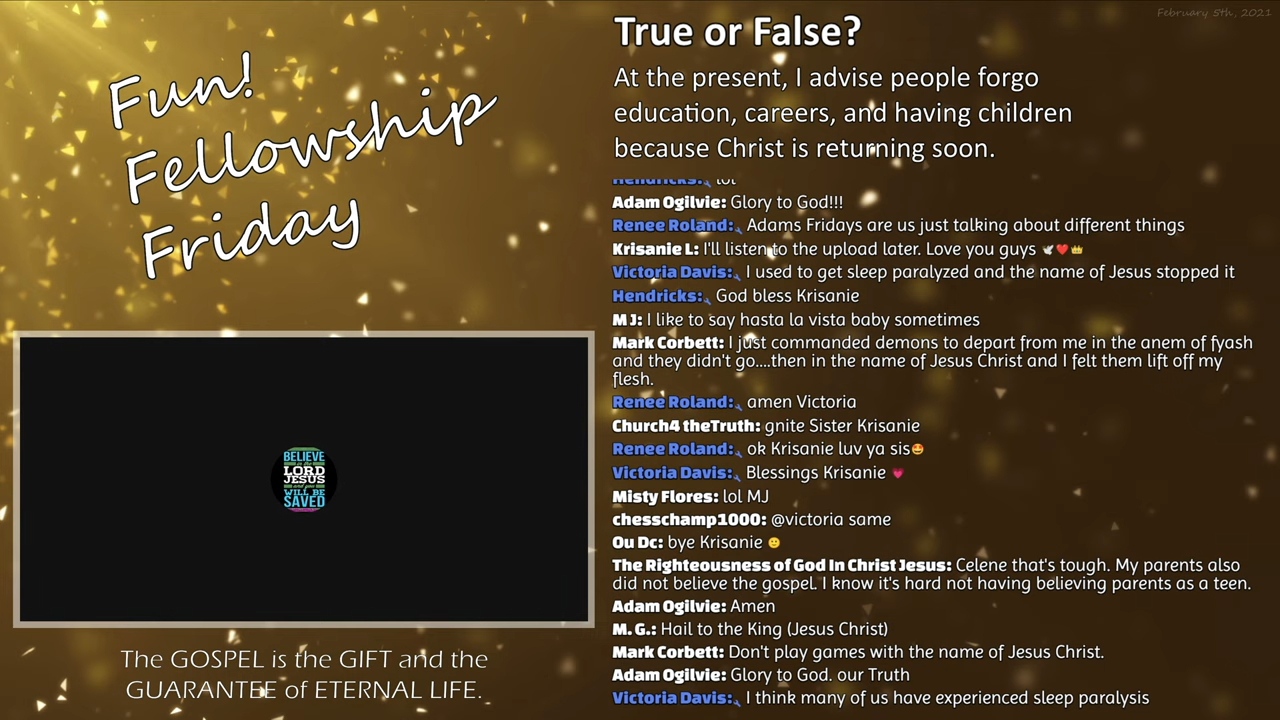 February 5th, 2021
Fun!
Fellowship
Friday
BELIEVE
in the
LORD
JESUS
and you
WILL BE
SAVED
The GOSPEL is the GIFT and the
GUARANTEE of ETERNAL LIFE.
True or False?
At the present, I advise people forgo
education, careers, and having children
because Christ is returning soon.
Hendricks: lol
Adam Ogilvie: Glory to God!!!
Renee Roland: Adams Fridays are us just talking about different things
Krisanie L: I'll listen to the upload later. Love you guys 🕊❤👑
Victoria Davis: I used to get sleep paralyzed and the name of Jesus stopped it
Hendricks: God bless Krisanie
M J: I like to say hasta la vista baby sometimes
Mark Corbett: I just commanded demons to depart from me in the anem of fyash
and they didn't go....then in the name of Jesus Christ and I felt them lift off my
flesh.
Renee Roland: amen Victoria
Church4 theTruth: gnite Sister Krisanie
Renee Roland: ok Krisanie luv ya sis🤩
Victoria Davis: Blessings Krisanie 💗
Misty Flores: lol MJ
chesschamp1000: @victoria same
Ou Dc: bye Krisanie 🙂
The Righteousness of God In Christ Jesus: Celene that's tough. My parents also
did not believe the gospel. I know it's hard not having believing parents as a teen.
Adam Ogilvie: Amen
M. G.: Hail to the King (Jesus Christ)
Mark Corbett: Don't play games with the name of Jesus Christ.
Adam Ogilvie: Glory to God. our Truth
Victoria Davis: I think many of us have experienced sleep paralysis